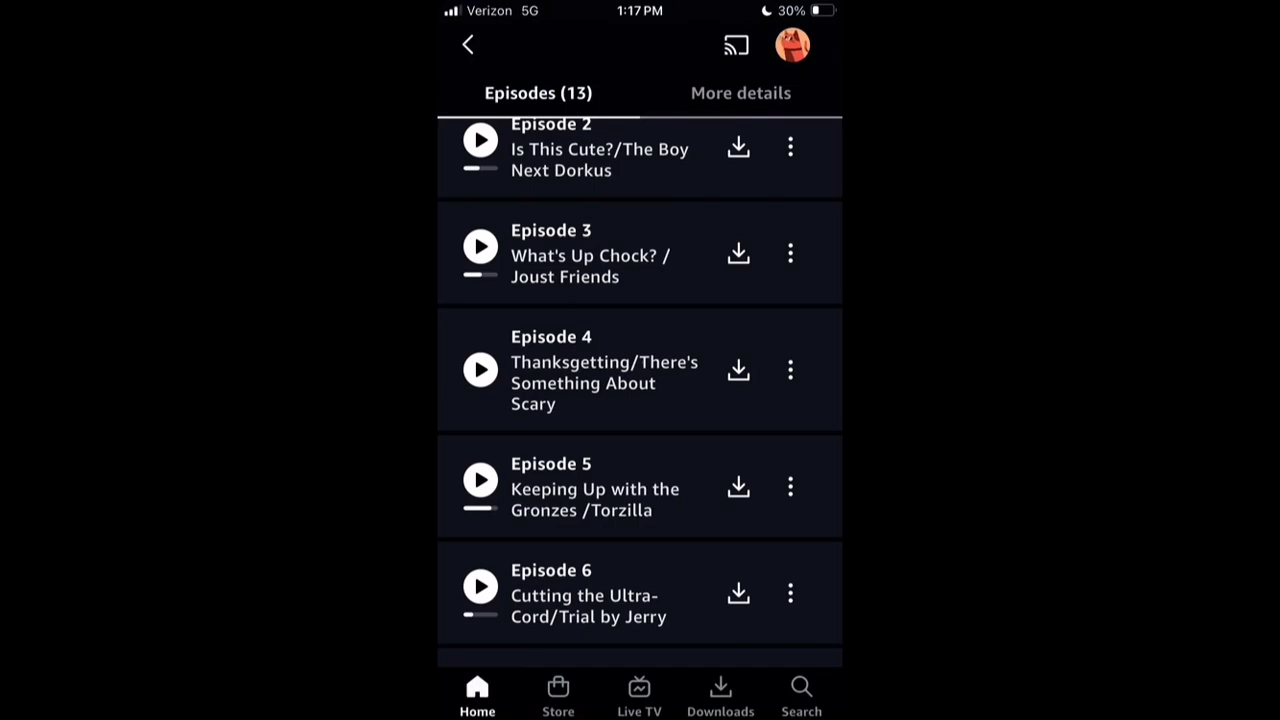 Verizon 5G 1:17 PM 30%
Episodes (13) More details
Episode 2
Is This Cute?/The Boy
Next Dorkus
Episode 3
What's Up Chock? /
Joust Friends
Episode 4
Thanksgetting/There's
Something About
Scary
Episode 5
Keeping Up with the
Gronzes /Torzilla
Episode 6
Cutting the Ultra-
Cord/Trial by Jerry
Home Store Live TV Downloads Search